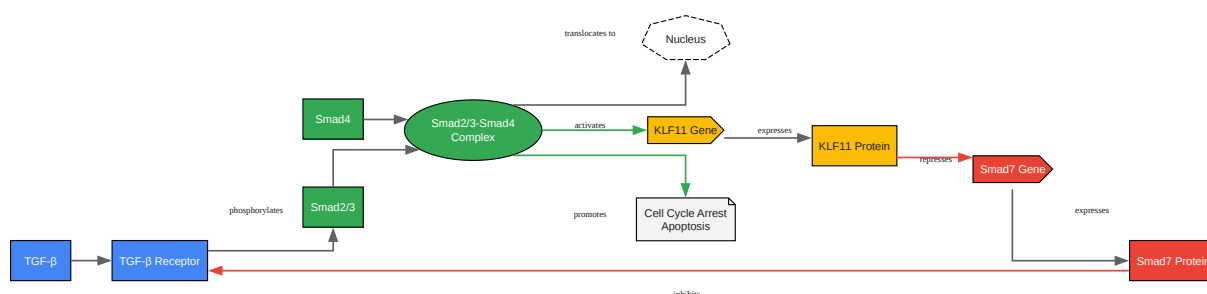 translocates to
Nucleus
Smad4
Smad2/3-Smad4
Complex
activates
KLF11 Gene
expresses
KLF11 Protein
represses
Smad7 Gene
phosphorylates
Smad2/3
promotes
Cell Cycle Arrest
Apoptosis
expresses
TGF-β
TGF-β Receptor
Smad7 Protein
inhibits